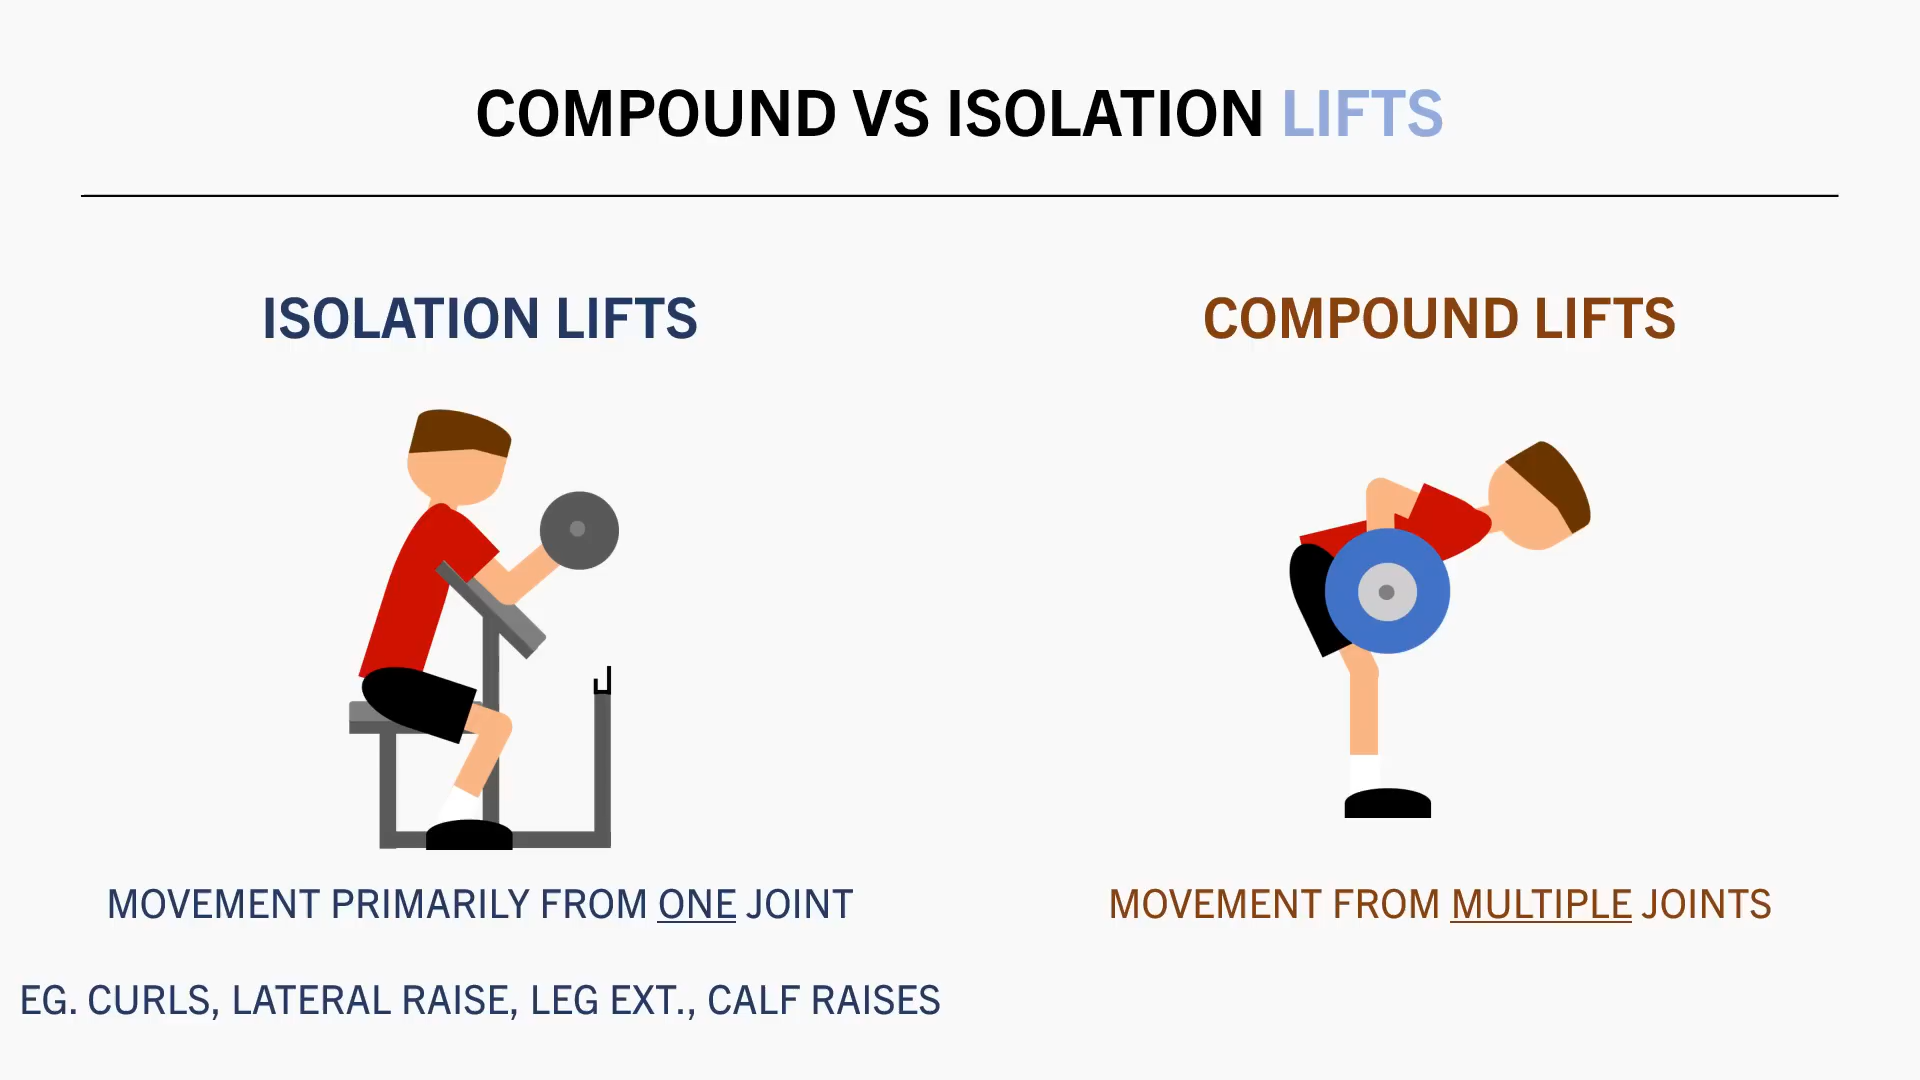 COMPOUND VS ISOLATION LIFTS
ISOLATION LIFTS
MOVEMENT PRIMARILY FROM ONE JOINT
EG. CURLS, LATERAL RAISE, LEG EXT., CALF RAISES
COMPOUND LIFTS
MOVEMENT FROM MULTIPLE JOINTS